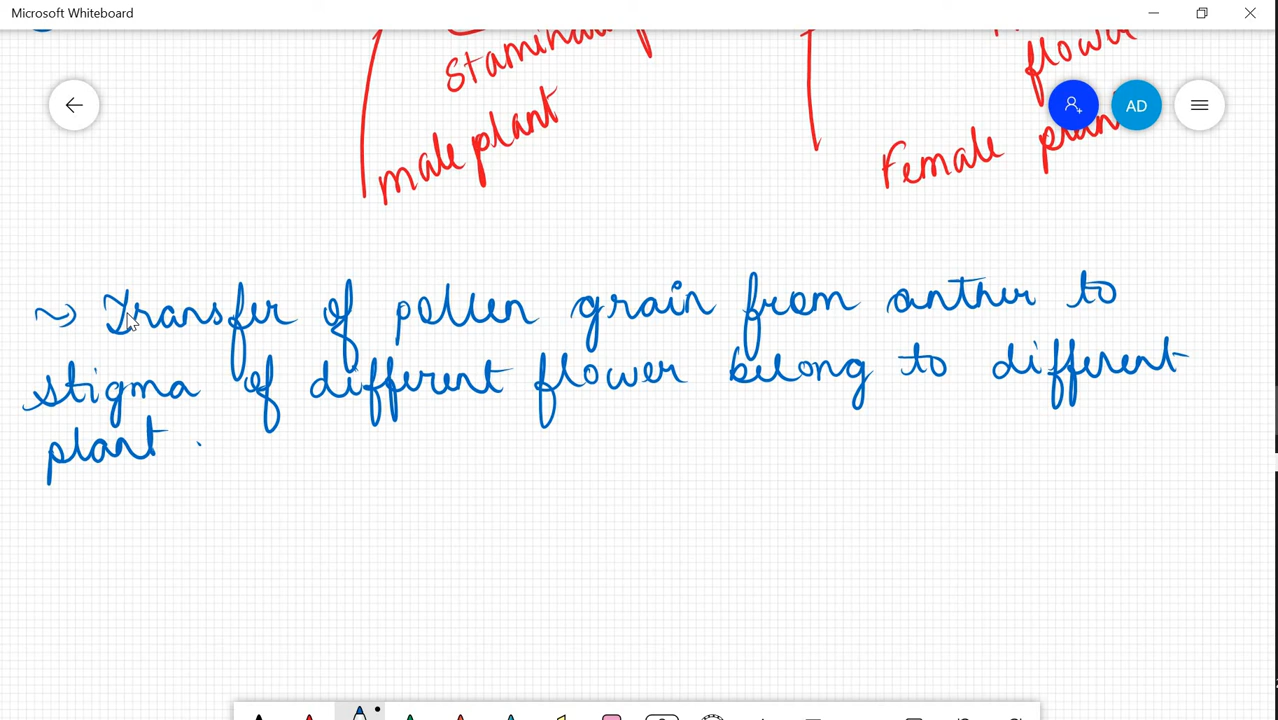 Microsoft Whiteboard
flower
male plant
Female plant
AD
~> Transfer of pollen grain from anther to
stigma of different flower belong to different
plant .